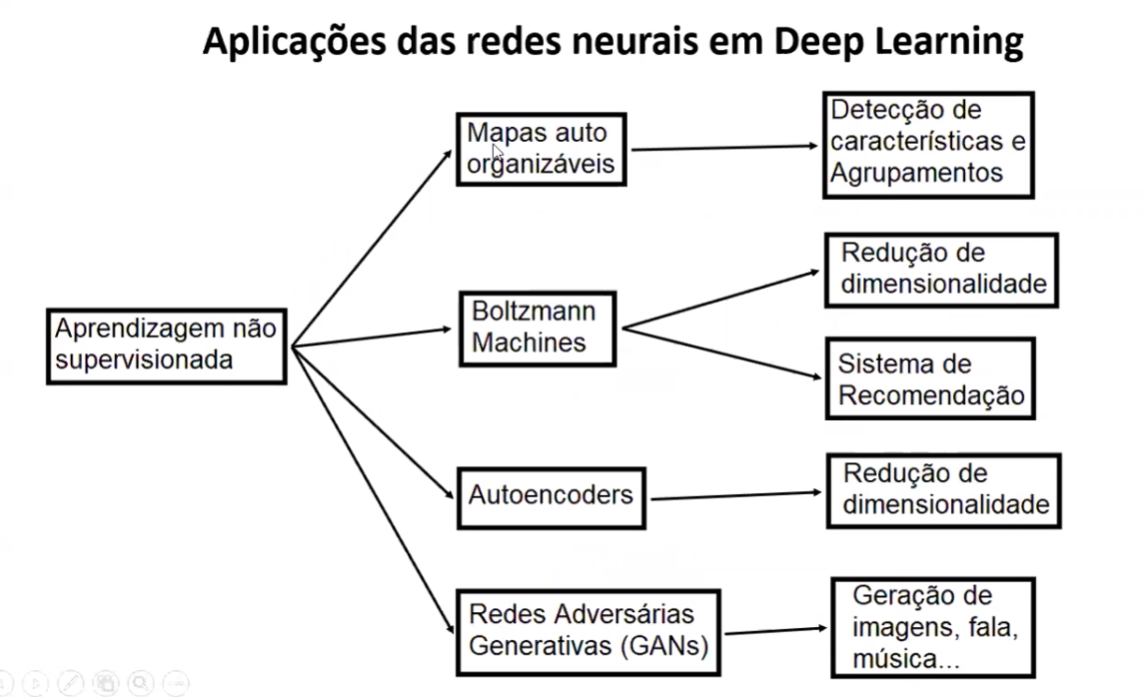 Aplicações das redes neurais em Deep Learning
Mapas auto
organizáveis
Detecção de
características e
Agrupamentos
Aprendizagem não
supervisionada
Boltzmann
Machines
Redução de
dimensionalidade
Sistema de
Recomendação
Autoencoders
Redução de
dimensionalidade
Redes Adversárias
Generativas (GANs)
Geração de
imagens, fala,
música...